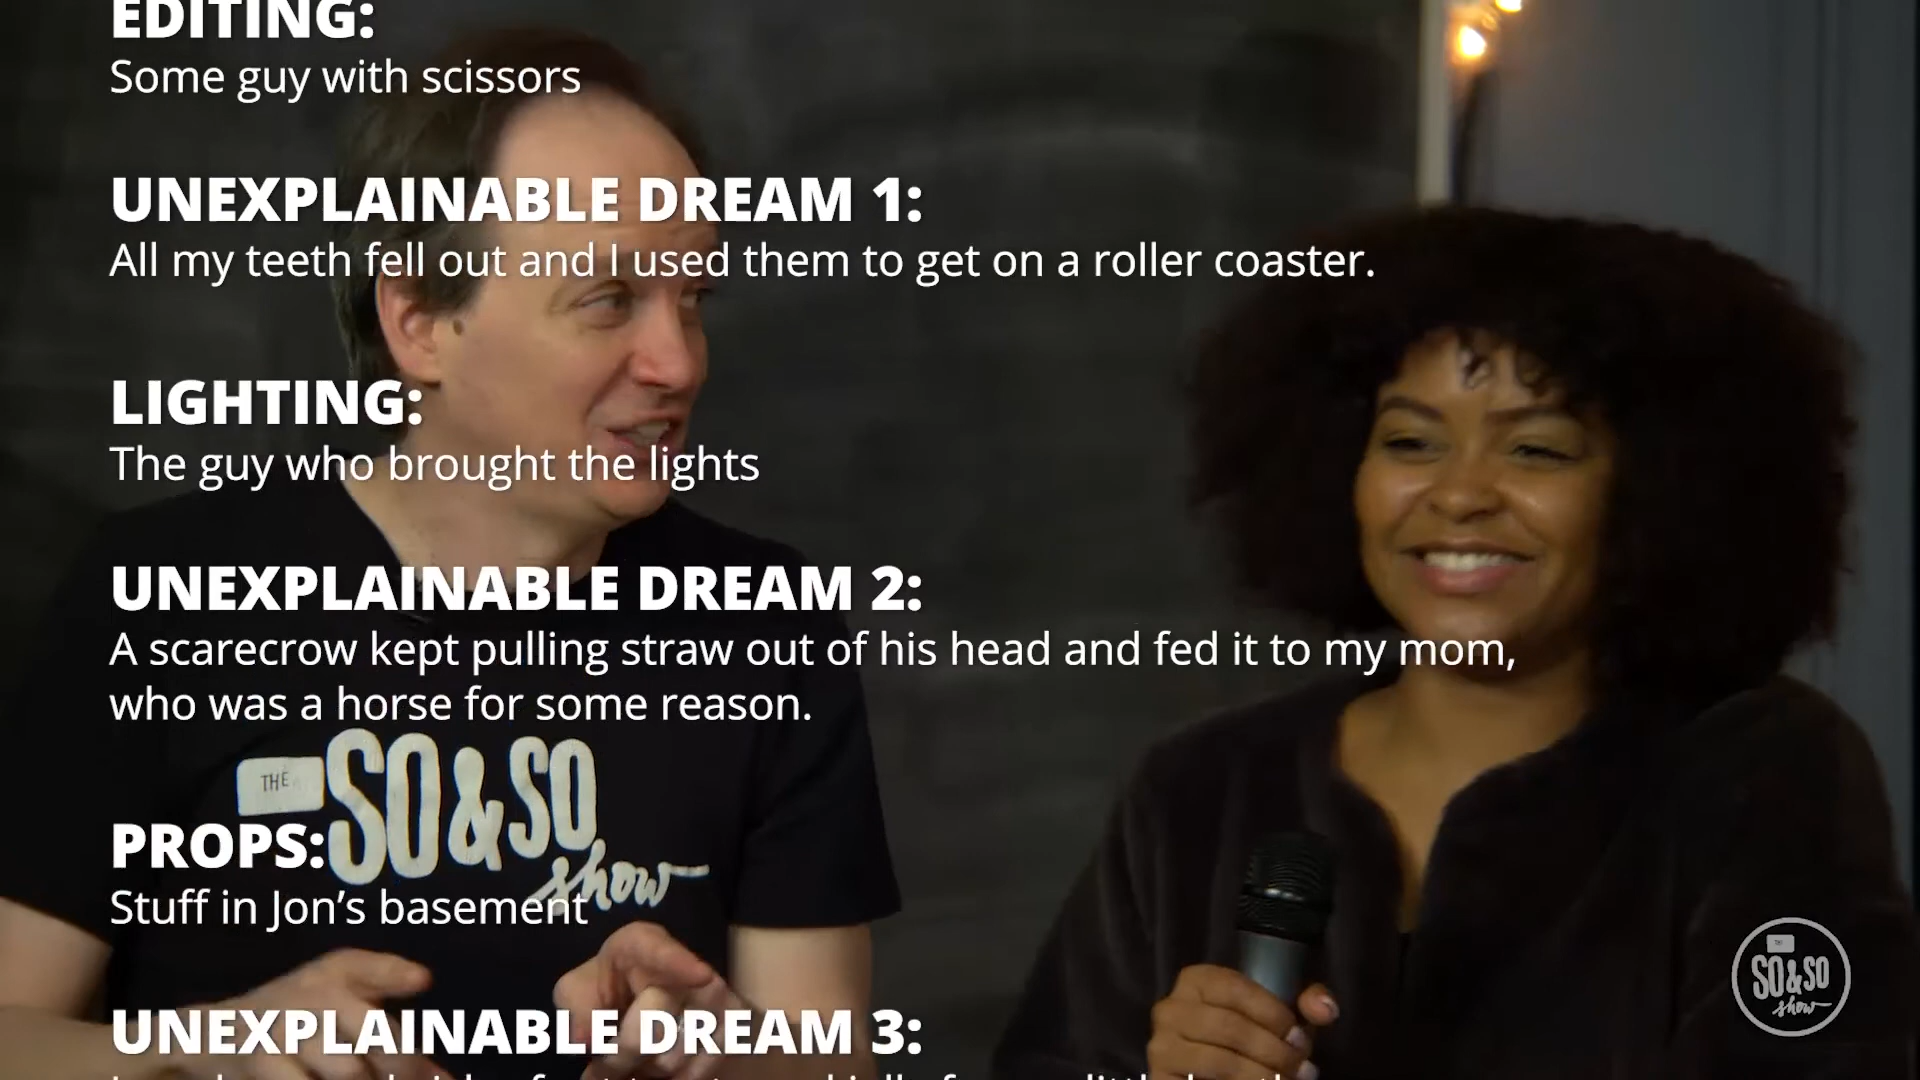 EDITING:
Some guy with scissors
UNEXPLAINABLE DREAM 1:
All my teeth fell out and I used them to get on a roller coaster.
LIGHTING:
The guy who brought the lights
UNEXPLAINABLE DREAM 2:
A scarecrow kept pulling straw out of his head and fed it to my mom,
who was a horse for some reason.
THE
SO&SO
show
PROPS:
Stuff in Jon’s basement
THE
SO&SO
show
UNEXPLAINABLE DREAM 3: